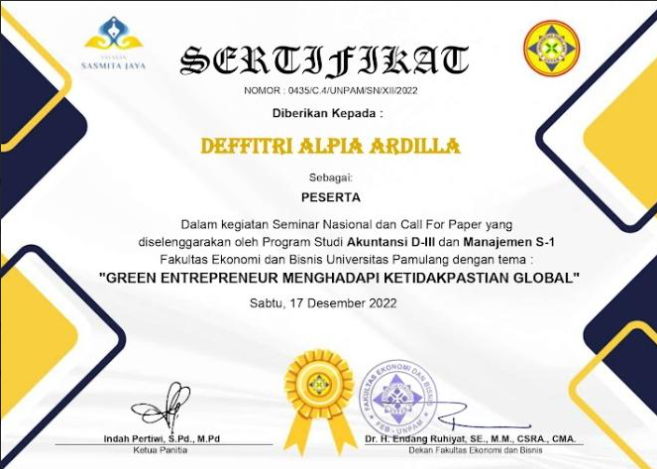 YAYASAN
SASMITA JAYA
SERTIFIKAT
NOMOR : 0435/C.4/UNPAM/SN/XII/2022
Diberikan Kepada :
DEFFITRI ALPIA ARDILLA
Sebagai:
PESERTA
Dalam kegiatan Seminar Nasional dan Call For Paper yang
diselenggarakan oleh Program Studi Akuntansi D-III dan Manajemen S-1
Fakultas Ekonomi dan Bisnis Universitas Pamulang dengan tema :
"GREEN ENTREPRENEUR MENGHADAPI KETIDAKPASTIAN GLOBAL"
Sabtu, 17 Desember 2022
FAKULTAS EKONOMI DAN BISNIS
FEB - UNPAM
Indah Pertiwi, S.Pd., M.Pd
Ketua Panitia
Dr. H. Endang Ruhiyat, SE., M.M., CSRA., CMA.
Dekan Fakultas Ekonomi dan Bisnis